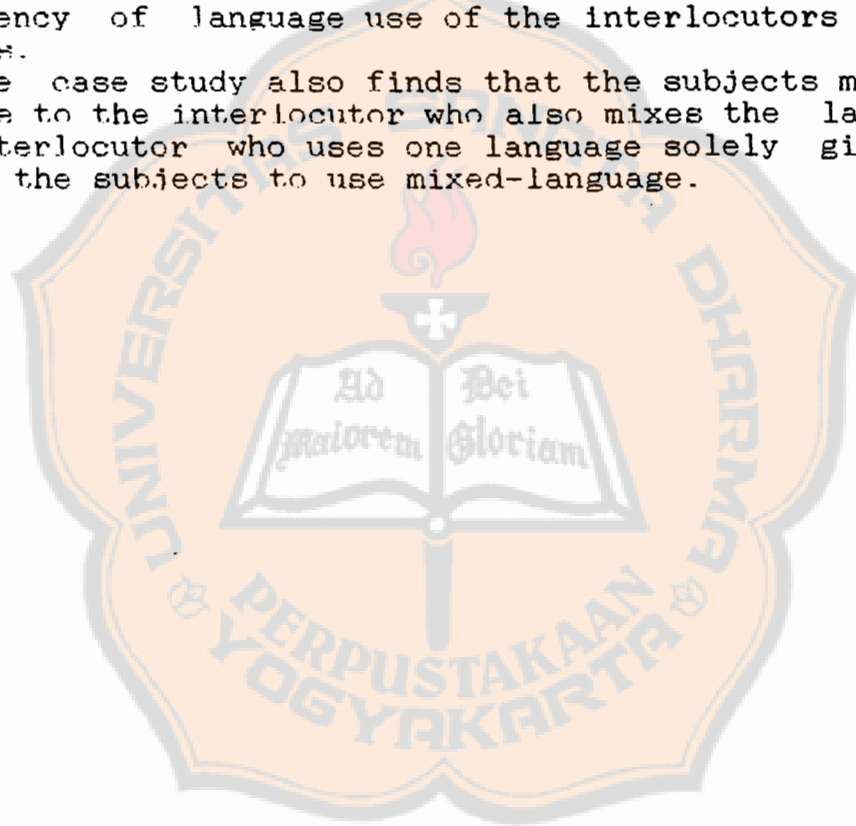 ency of language use of the interlocutors
e case study also finds that the subjects m
e to the interlocutor who also mixes the la
terlocutor who uses one language solely gi
the subjects to use mixed-language.
UNIVERSITAS SANATA DHARMA
Ad Dei
maiorem Gloriam
PERPUSTAKAAN
YOGYAKARTA